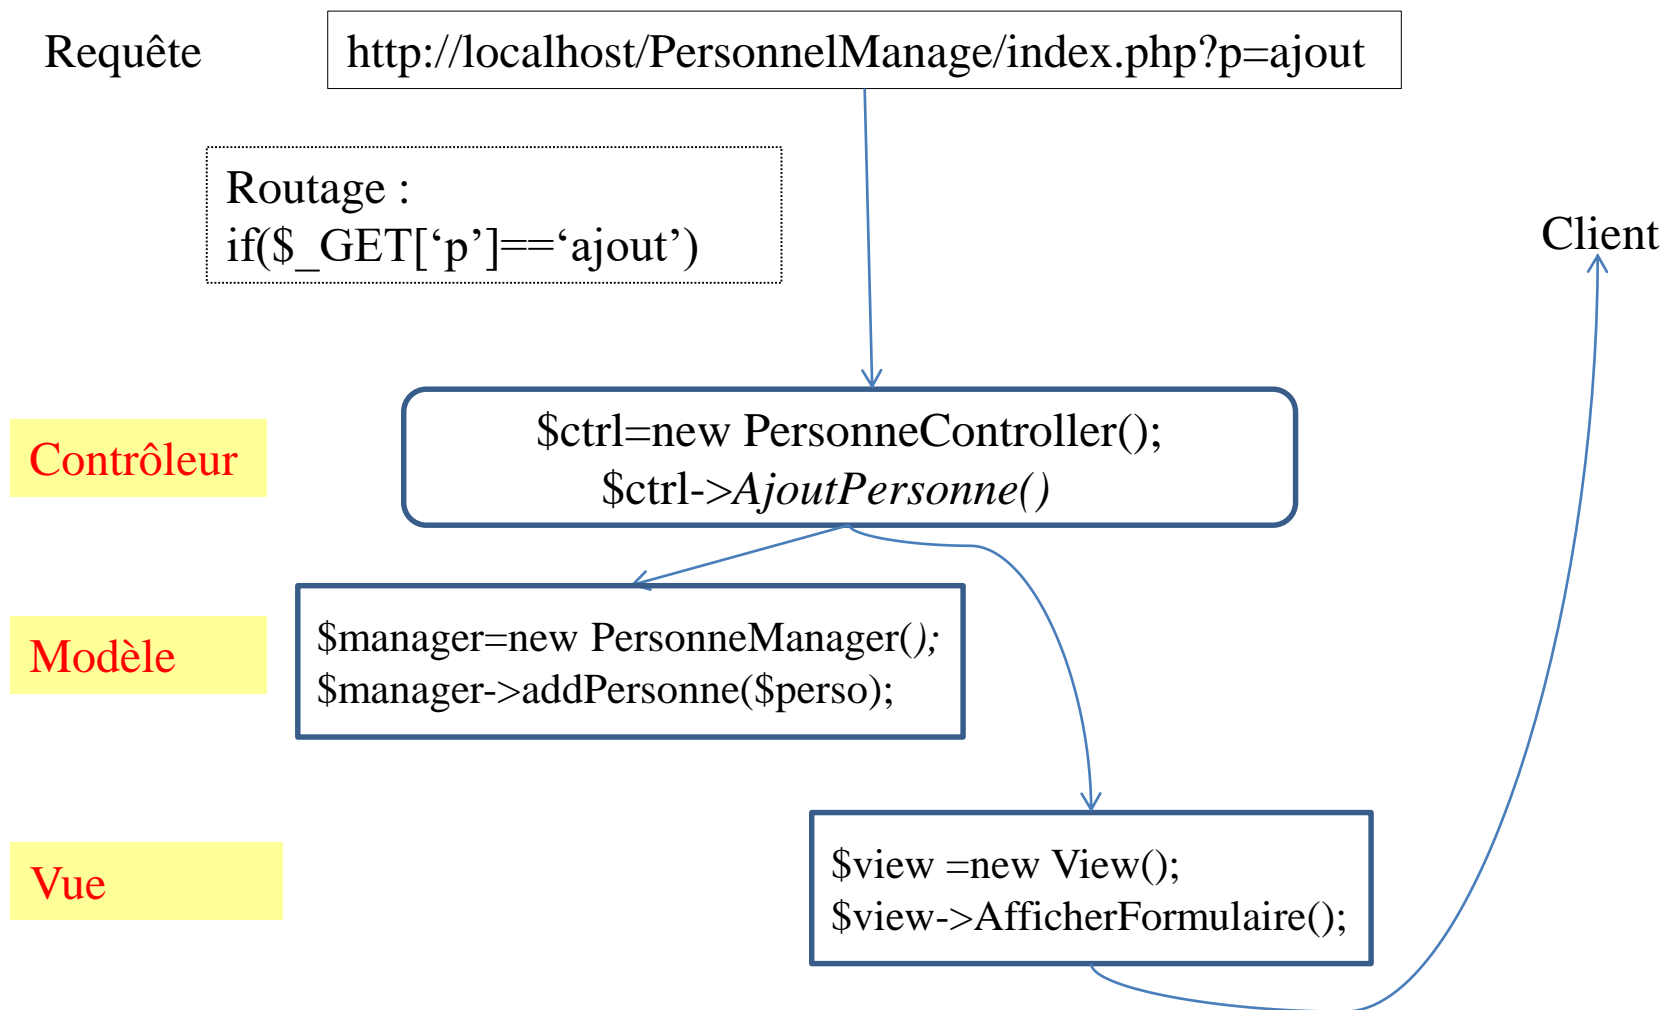 Requête
http://localhost/PersonnelManage/index.php?p=ajout
Routage :
if($_GET[‘p’]==‘ajout’)
Client
Contrôleur
$ctrl=new PersonneController();
$ctrl->AjoutPersonne()
Modèle
$manager=new PersonneManager();
$manager->addPersonne($perso);
Vue
$view =new View();
$view->AfficherFormulaire();